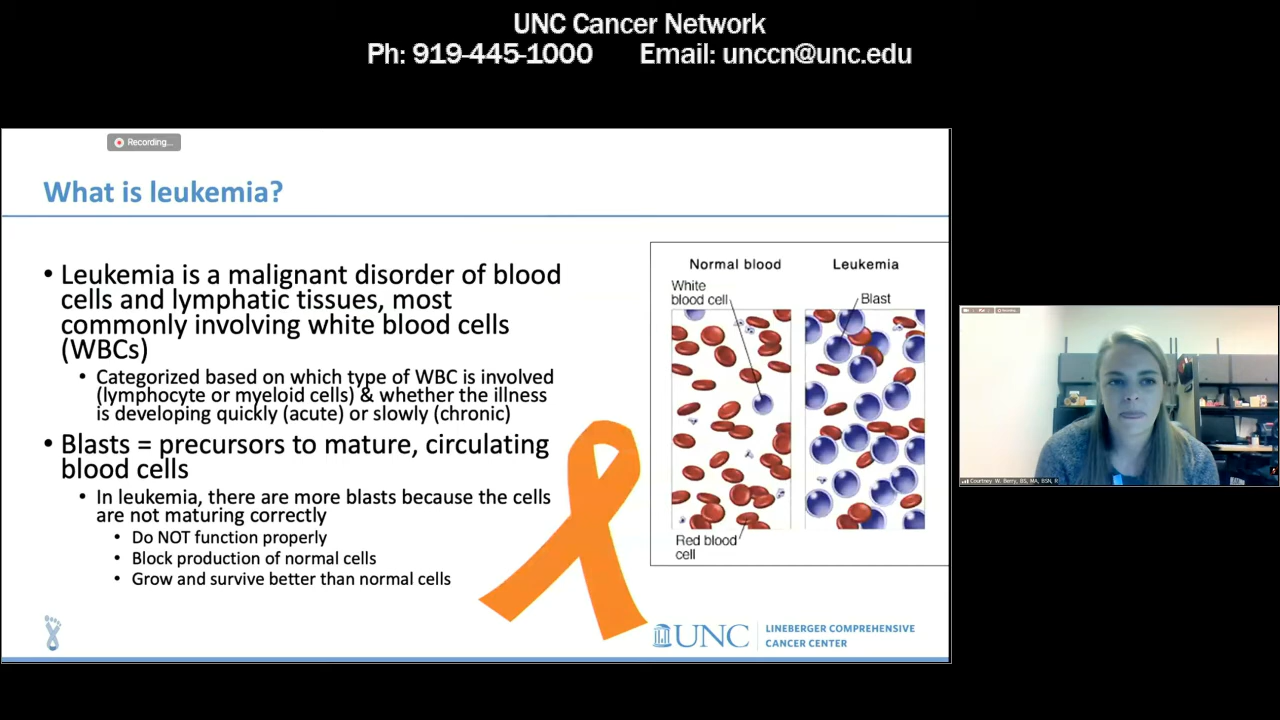 UNC Cancer Network
Ph: 919-445-1000 Email: unccn@unc.edu
Recording...
What is leukemia?
• Leukemia is a malignant disorder of blood
cells and lymphatic tissues, most
commonly involving white blood cells
(WBCs)
• Categorized based on which type of WBC is involved
(lymphocyte or myeloid cells) & whether the illness
is developing quickly (acute) or slowly (chronic)
• Blasts = precursors to mature, circulating
blood cells
• In leukemia, there are more blasts because the cells
are not maturing correctly
• Do NOT function properly
• Block production of normal cells
• Grow and survive better than normal cells
Normal blood
Leukemia
White
blood cell
Blast
Red blood
cell
UNC
LINEBERGER COMPREHENSIVE
CANCER CENTER
Courtney W. Berry, BS, MA, BSN,